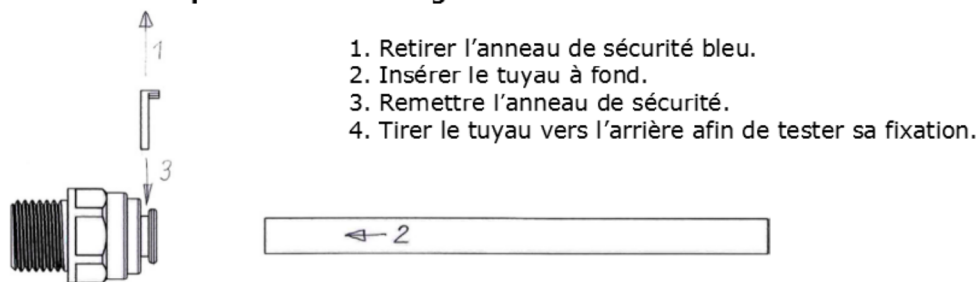 1. Retirer l'anneau de sécurité bleu.
2. Insérer le tuyau à fond.
3. Remettre l'anneau de sécurité.
4. Tirer le tuyau vers l'arrière afin de tester sa fixation.
1
3
2